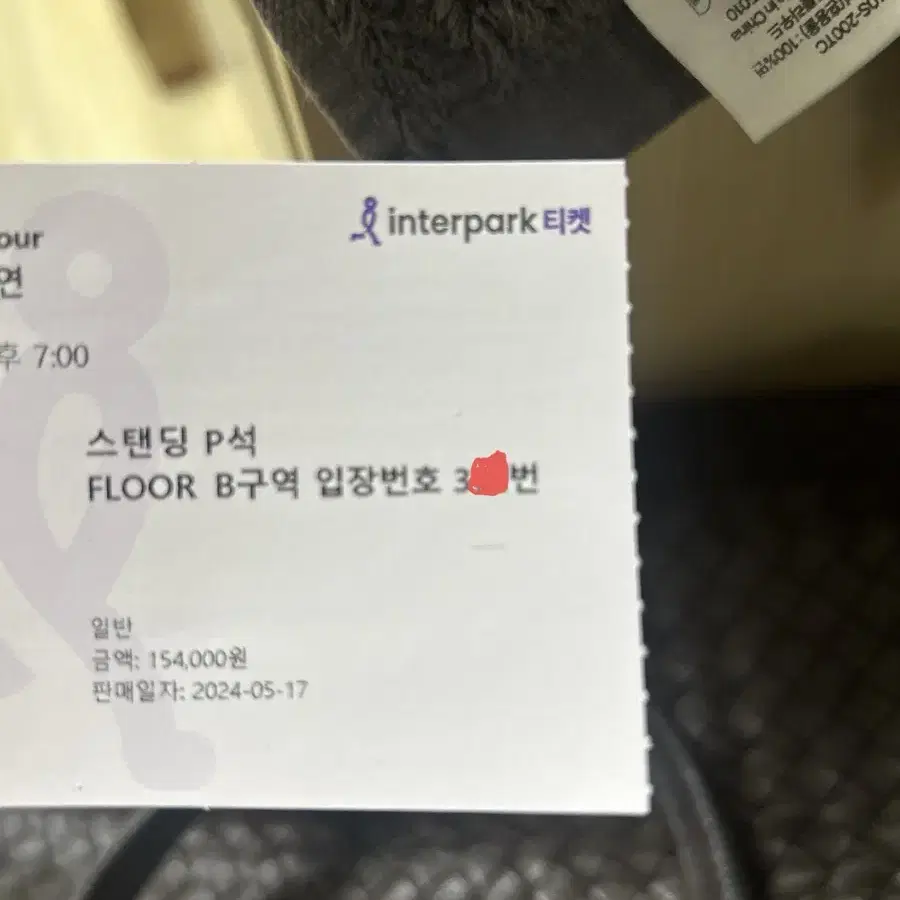 interpark 티켓
our
연
후 7:00
스탠딩 P석
FLOOR B구역 입장번호 3 번
일반
금액: 154,000원
판매일자: 2024-05-17